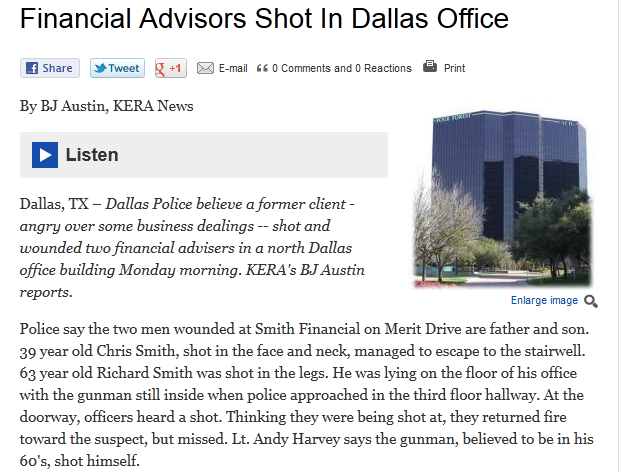 Financial Advisors Shot In Dallas Office
Share Tweet +1 E-mail 0 Comments and 0 Reactions Print
By BJ Austin, KERA News
FOUR FOREST
Listen
Dallas, TX – Dallas Police believe a former client -
angry over some business dealings -- shot and
wounded two financial advisers in a north Dallas
office building Monday morning. KERA's BJ Austin
reports.
Enlarge image
Police say the two men wounded at Smith Financial on Merit Drive are father and son.
39 year old Chris Smith, shot in the face and neck, managed to escape to the stairwell.
63 year old Richard Smith was shot in the legs. He was lying on the floor of his office
with the gunman still inside when police approached in the third floor hallway. At the
doorway, officers heard a shot. Thinking they were being shot at, they returned fire
toward the suspect, but missed. Lt. Andy Harvey says the gunman, believed to be in his
60's, shot himself.